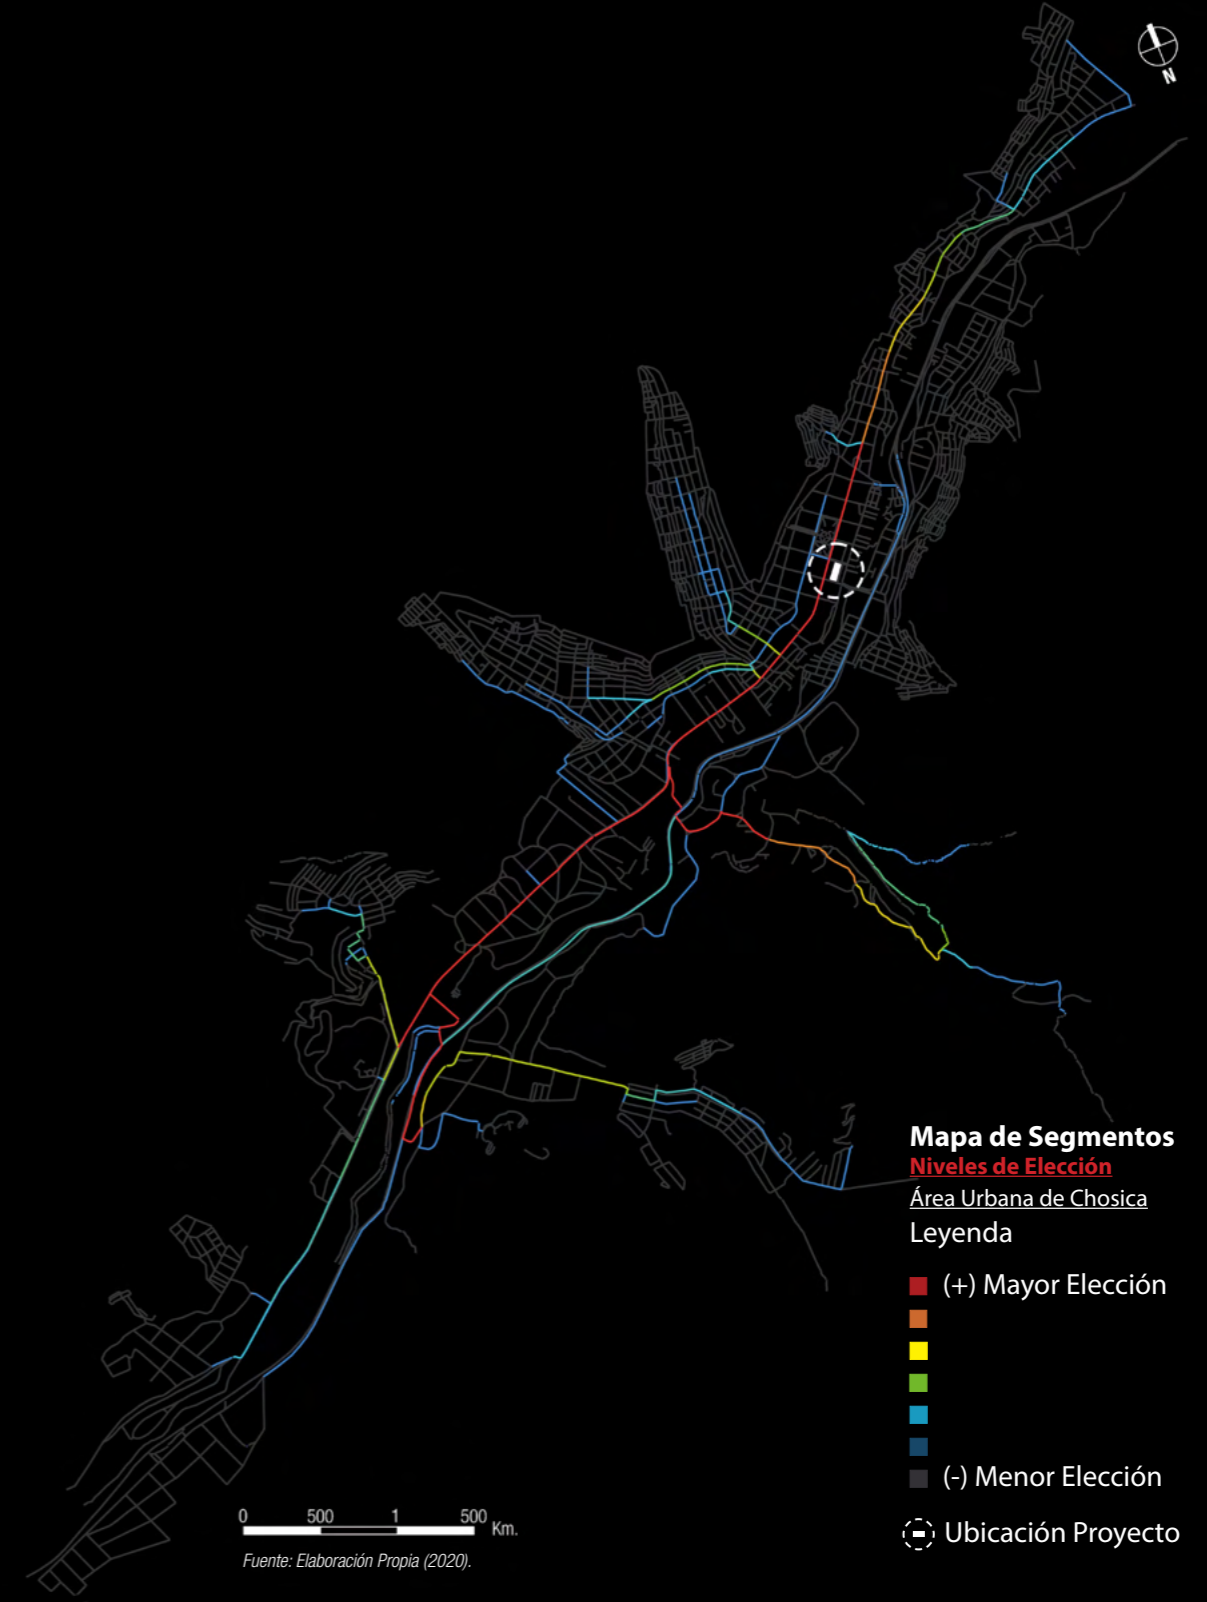 N
Mapa de Segmentos
Niveles de Elección
Área Urbana de Chosica
Leyenda
(+) Mayor Elección
(-) Menor Elección
Ubicación Proyecto
0 500 1 500 Km.
Fuente: Elaboración Propia (2020).